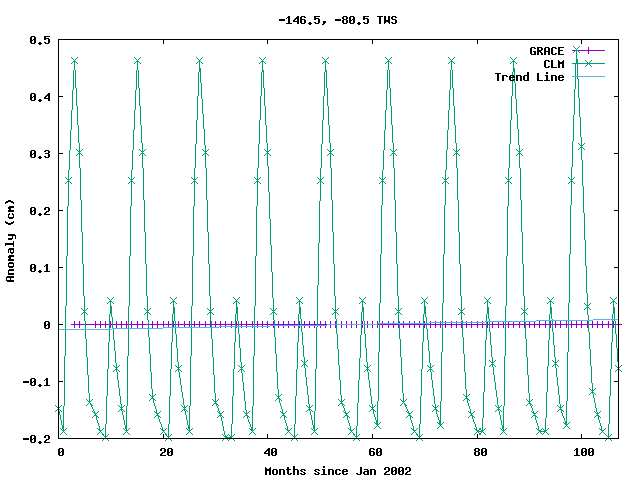 -146.5, -80.5 TWS
GRACE
CLM
Trend Line
0.5
0.4
0.3
0.2
0.1
0
-0.1
-0.2
Anomaly (cm)
0 20 40 60 80 100
Months since Jan 2002